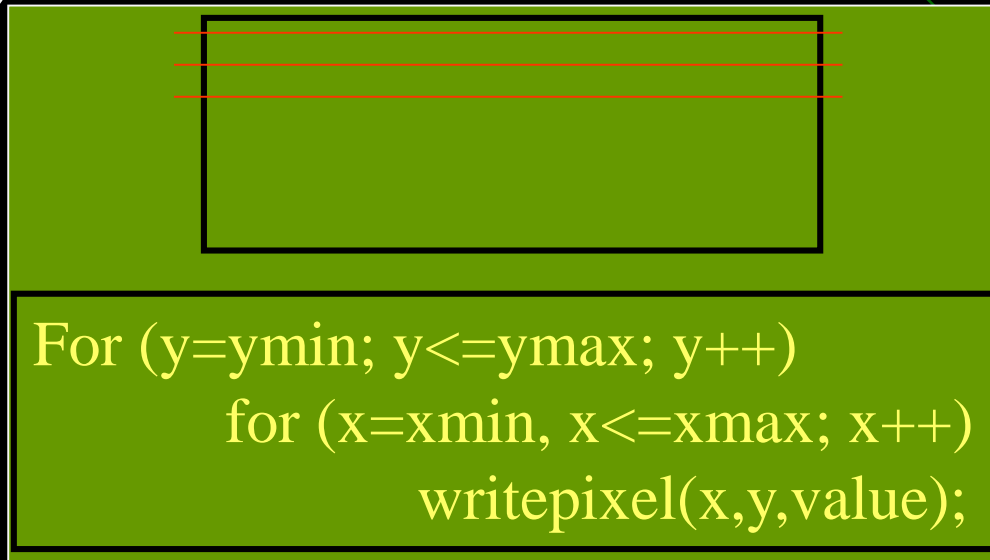 For (y=ymin; y<=ymax; y++)
for (x=xmin, x<=xmax; x++)
writepixel(x,y,value);